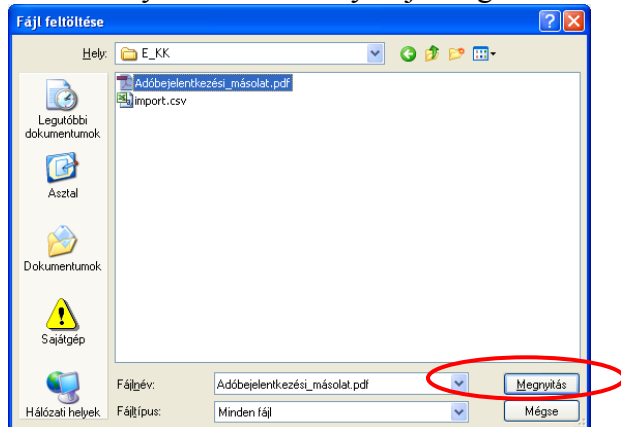 Fájl feltöltése
Hely:
E_KK
Adóbejelentkezési_másolat.pdf
import.csv
Legutóbbi
dokumentumok
Asztal
Dokumentumok
Sajátgép
Hálózati helyek
Fájlnév:
Adóbejelentkezési_másolat.pdf
Megnyitás
Fájltípus:
Minden fájl
Mégse